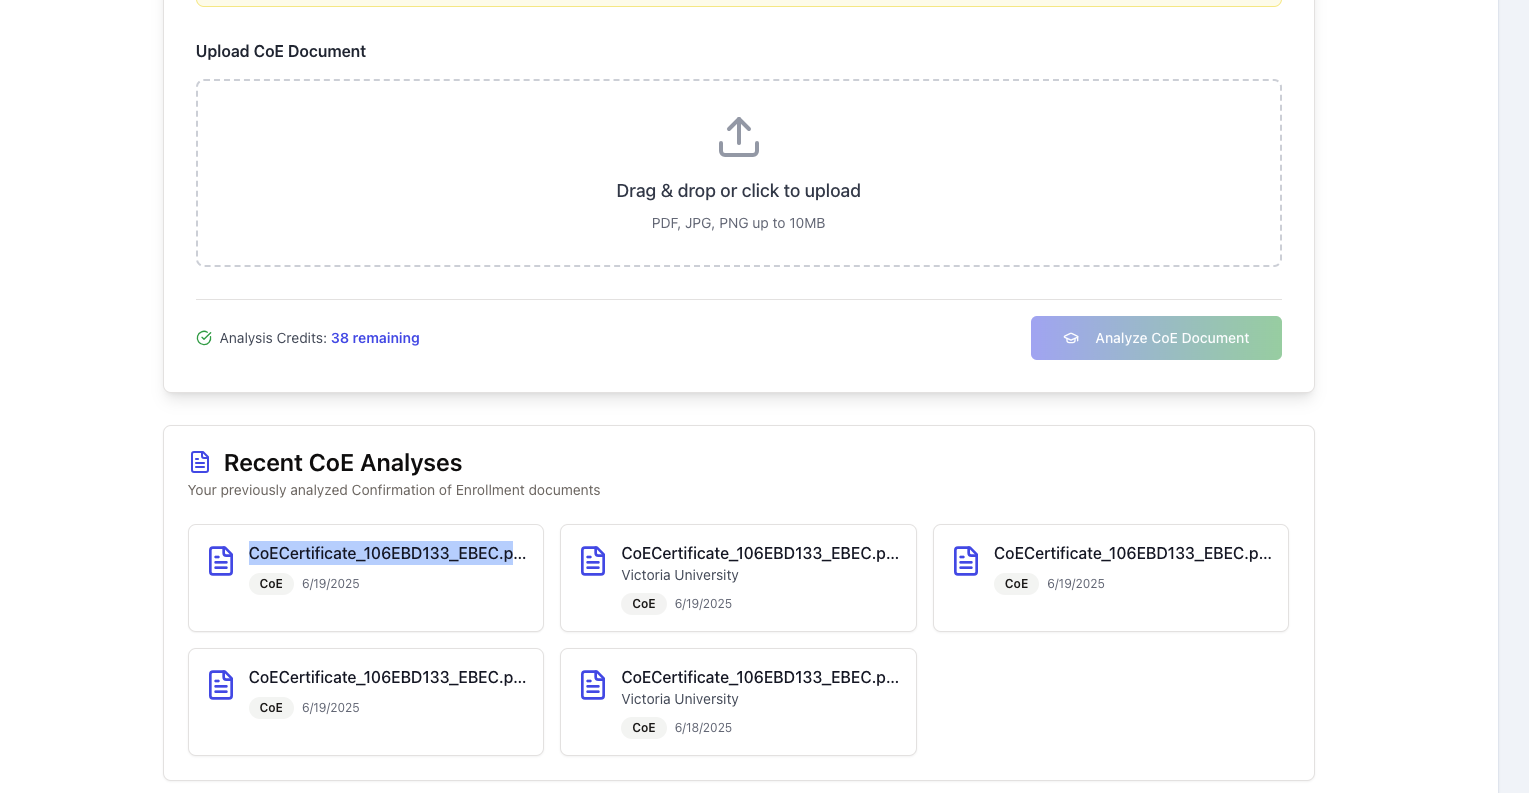 Upload CoE Document
Drag & drop or click to upload
PDF, JPG, PNG up to 10MB
Analysis Credits: 38 remaining
Analyze CoE Document
Recent CoE Analyses
Your previously analyzed Confirmation of Enrollment documents
CoECertificate_106EBD133_EBEC.p...
CoE 6/19/2025
CoECertificate_106EBD133_EBEC.p...
Victoria University
CoE 6/19/2025
CoECertificate_106EBD133_EBEC.p...
CoE 6/19/2025
CoECertificate_106EBD133_EBEC.p...
CoE 6/19/2025
CoECertificate_106EBD133_EBEC.p...
Victoria University
CoE 6/18/2025